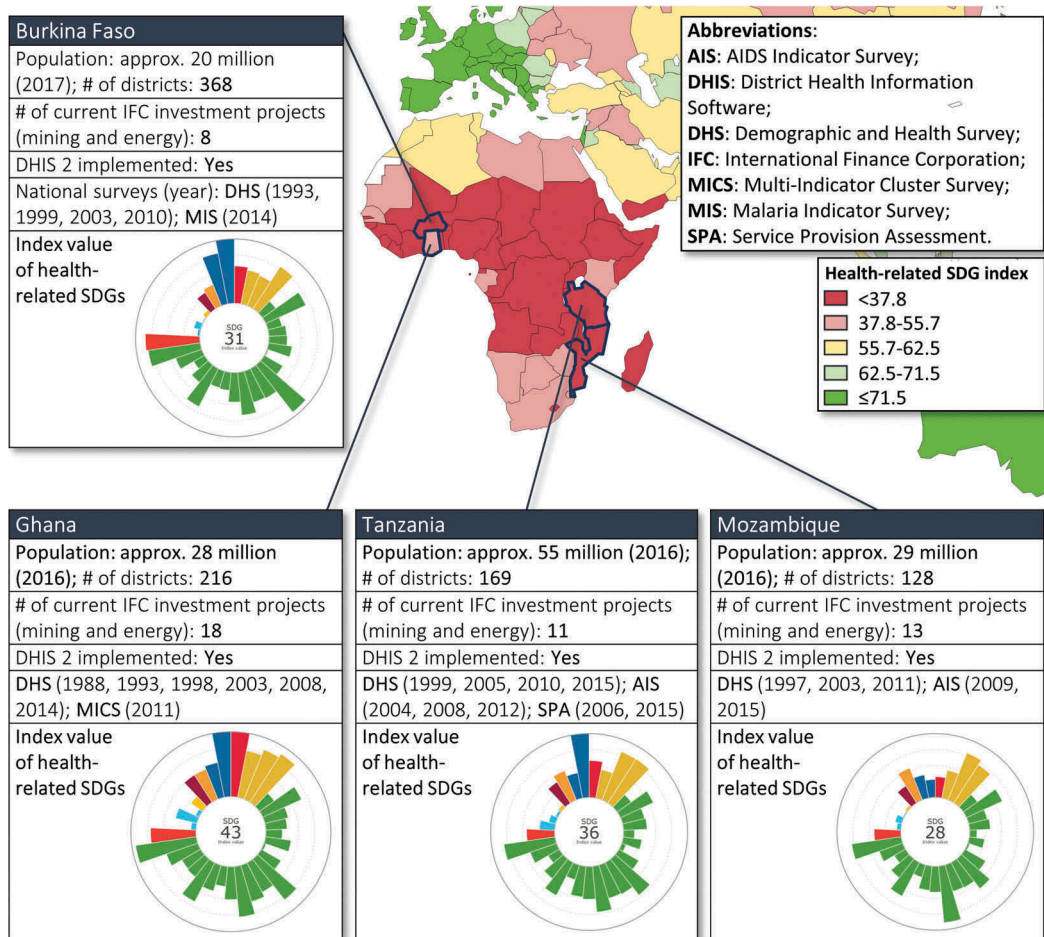 Burkina Faso
Population: approx. 20 million
(2017); # of districts: 368
# of current IFC investment projects
(mining and energy): 8
DHIS 2 implemented: Yes
National surveys (year): DHS (1993,
1999, 2003, 2010); MIS (2014)
Index value
of health-
related SDGs
SDG
31
Index value
Abbreviations:
AIS: AIDS Indicator Survey;
DHIS: District Health Information
Software;
DHS: Demographic and Health Survey;
IFC: International Finance Corporation;
MICS: Multi-Indicator Cluster Survey;
MIS: Malaria Indicator Survey;
SPA: Service Provision Assessment.
Health-related SDG index
<37.8
37.8-55.7
55.7-62.5
62.5-71.5
≤71.5
Ghana
Population: approx. 28 million
(2016); # of districts: 216
# of current IFC investment projects
(mining and energy): 18
DHIS 2 implemented: Yes
DHS (1988, 1993, 1998, 2003, 2008,
2014); MICS (2011)
Index value
of health-
related SDGs
SDG
43
Index value
Tanzania
Population: approx. 55 million (2016);
# of districts: 169
# of current IFC investment projects
(mining and energy): 11
DHIS 2 implemented: Yes
DHS (1999, 2005, 2010, 2015); AIS
(2004, 2008, 2012); SPA (2006, 2015)
Index value
of health-
related SDGs
SDG
36
Index value
Mozambique
Population: approx. 29 million
(2016); # of districts: 128
# of current IFC investment projects
(mining and energy): 13
DHIS 2 implemented: Yes
DHS (1997, 2003, 2011); AIS (2009,
2015)
Index value
of health-
related SDGs
SDG
28
Index value